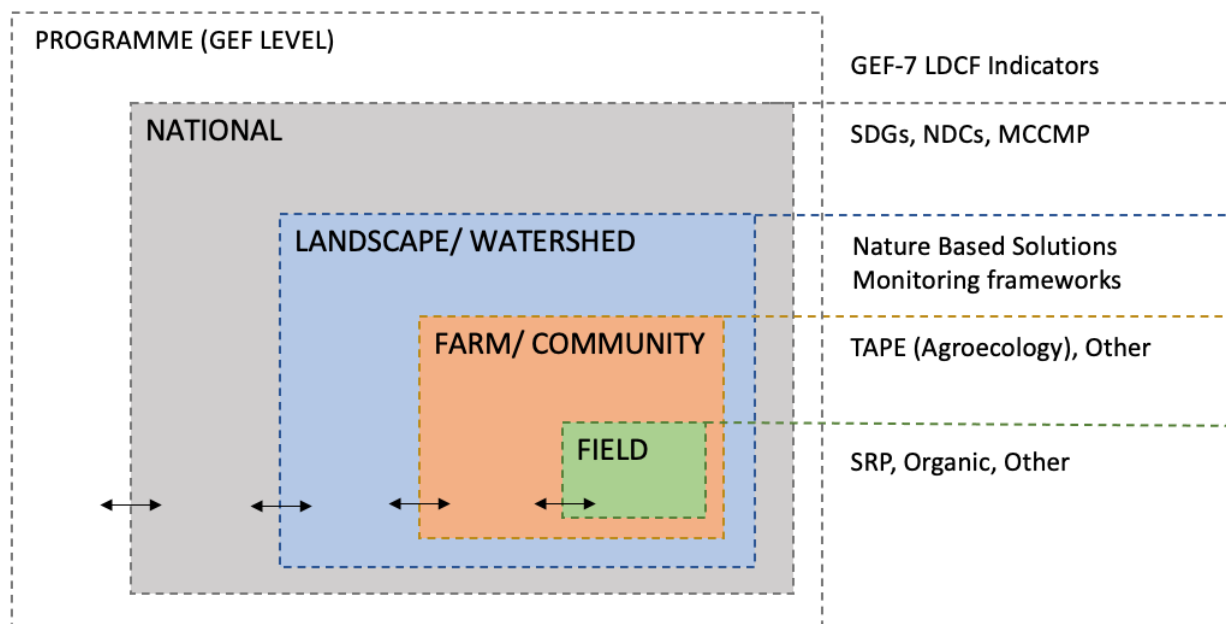 PROGRAMME (GEF LEVEL)
GEF-7 LDCF Indicators
NATIONAL
SDGs, NDCs, MCCMP
LANDSCAPE/ WATERSHED
Nature Based Solutions
Monitoring frameworks
FARM/ COMMUNITY
TAPE (Agroecology), Other
FIELD
SRP, Organic, Other